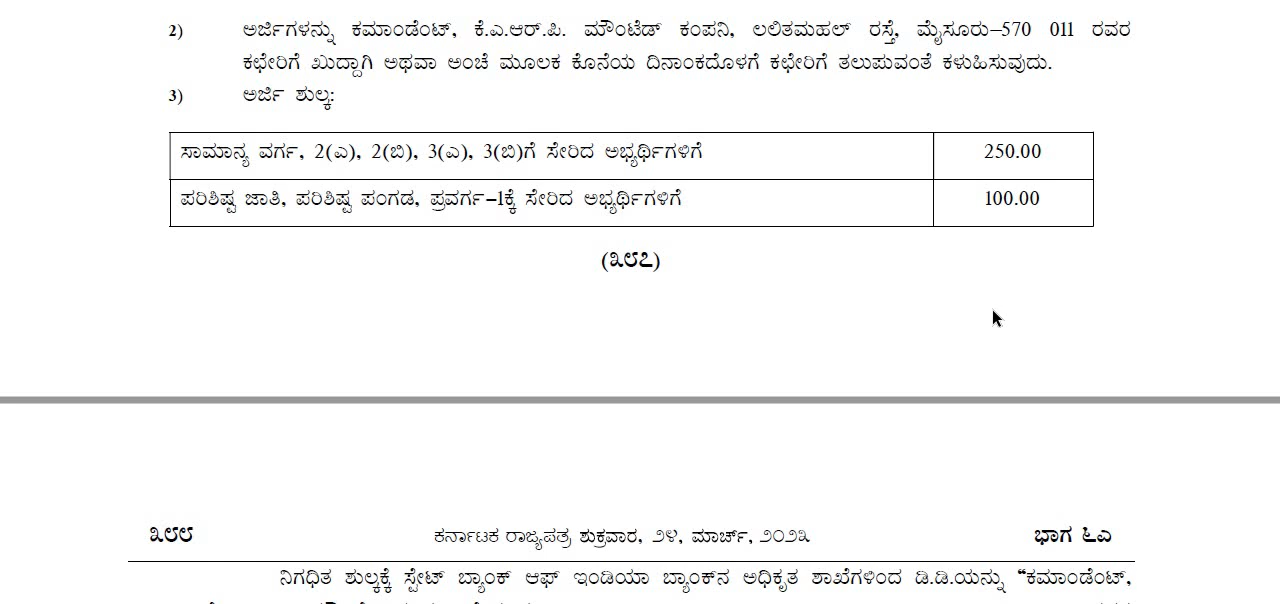 2) ಅರ್ಜಿಗಳನ್ನು ಕಮಾಂಡೆಂಟ್, ಕೆ.ಎ.ಆರ್.ಪಿ. ಮೌಂಟೆಡ್ ಕಂಪನಿ, ಲಲಿತಮಹಲ್ ರಸ್ತೆ, ಮೈಸೂರು–570 011 ರವರ
ಕಛೇರಿಗೆ ಖುದ್ದಾಗಿ ಅಥವಾ ಅಂಚೆ ಮೂಲಕ ಕೊನೆಯ ದಿನಾಂಕದೊಳಗೆ ಕಛೇರಿಗೆ ತಲುಪುವಂತೆ ಕಳುಹಿಸುವುದು.
3) ಅರ್ಜಿ ಶುಲ್ಕ:
ಸಾಮಾನ್ಯ ವರ್ಗ, 2(ಎ), 2(ಬಿ), 3(ಎ), 3(ಬಿ)ಗೆ ಸೇರಿದ ಅಭ್ಯರ್ಥಿಗಳಿಗೆ 250.00
ಪರಿಶಿಷ್ಟ ಜಾತಿ, ಪರಿಶಿಷ್ಟ ಪಂಗಡ, ಪ್ರವರ್ಗ–1ಕ್ಕೆ ಸೇರಿದ ಅಭ್ಯರ್ಥಿಗಳಿಗೆ 100.00
(೩೮೭)
೩೮೮ ಕರ್ನಾಟಕ ರಾಜ್ಯಪತ್ರ ಶುಕ್ರವಾರ, ೨೪, ಮಾರ್ಚ್, ೨೦೨೩ ಭಾಗ ೬ಎ
ನಿಗಧಿತ ಶುಲ್ಕಕ್ಕೆ ಸ್ಟೇಟ್ ಬ್ಯಾಂಕ್ ಆಫ್ ಇಂಡಿಯಾ ಬ್ಯಾಂಕ್‌ನ ಅಧಿಕೃತ ಶಾಖೆಗಳಿಂದ ಡಿ.ಡಿ.ಯನ್ನು “ಕಮಾಂಡೆಂಟ್,